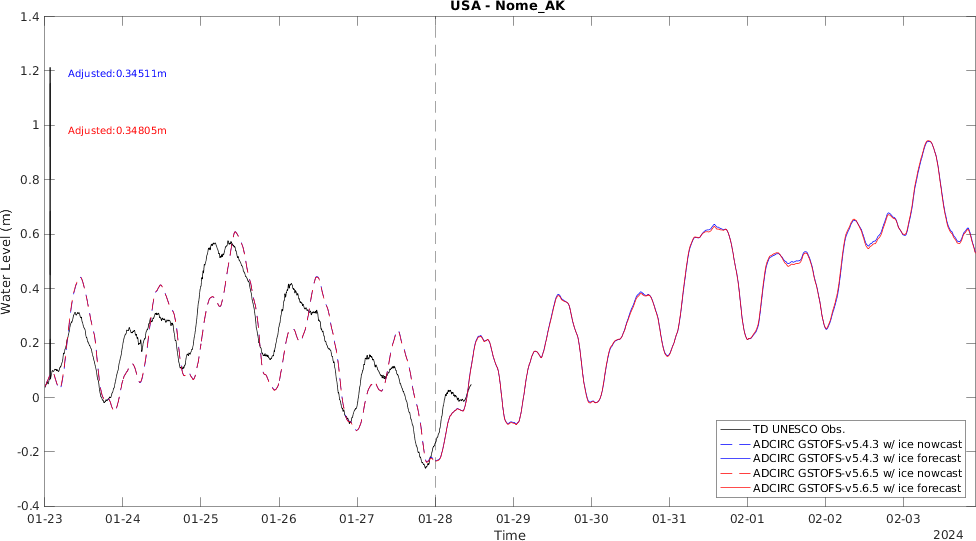 USA - Nome_AK
1.4
1.2
1
0.8
0.6
0.4
0.2
0
-0.2
-0.4
Water Level (m)
Adjusted:0.34511m
Adjusted:0.34805m
TD UNESCO Obs.
ADCIRC GSTOFS-v5.4.3 w/ ice nowcast
ADCIRC GSTOFS-v5.4.3 w/ ice forecast
ADCIRC GSTOFS-v5.6.5 w/ ice nowcast
ADCIRC GSTOFS-v5.6.5 w/ ice forecast
01-23 01-24 01-25 01-26 01-27 01-28 01-29 01-30 01-31 02-01 02-02 02-03
Time
2024